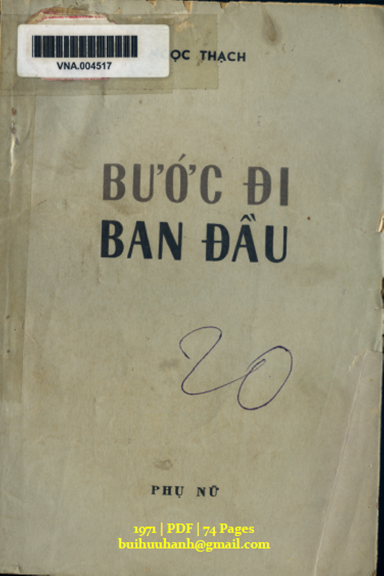 VNA.004517
ỌC THẠCH
BƯỚC ĐI
BAN ĐẦU
20
PHỤ NỮ
1971 | PDF | 74 Pages
buihuuhanh@gmail.com